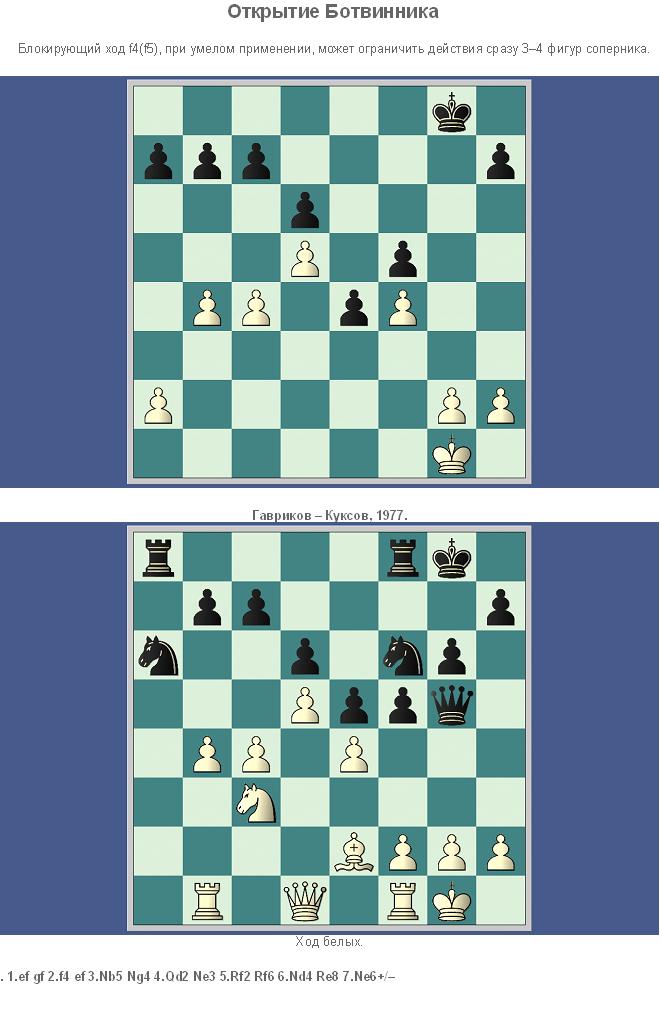 Открытие Ботвинника
Блокирующий ход f4(f5), при умелом применении, может ограничить действия сразу 3–4 фигур соперника.
Гавриков – Куксов, 1977.
Ход белых.
. 1.ef gf 2.f4 ef 3.Nb5 Ng4 4.Qd2 Ne3 5.Rf2 Rf6 6.Nd4 Re8 7.Ne6+/–